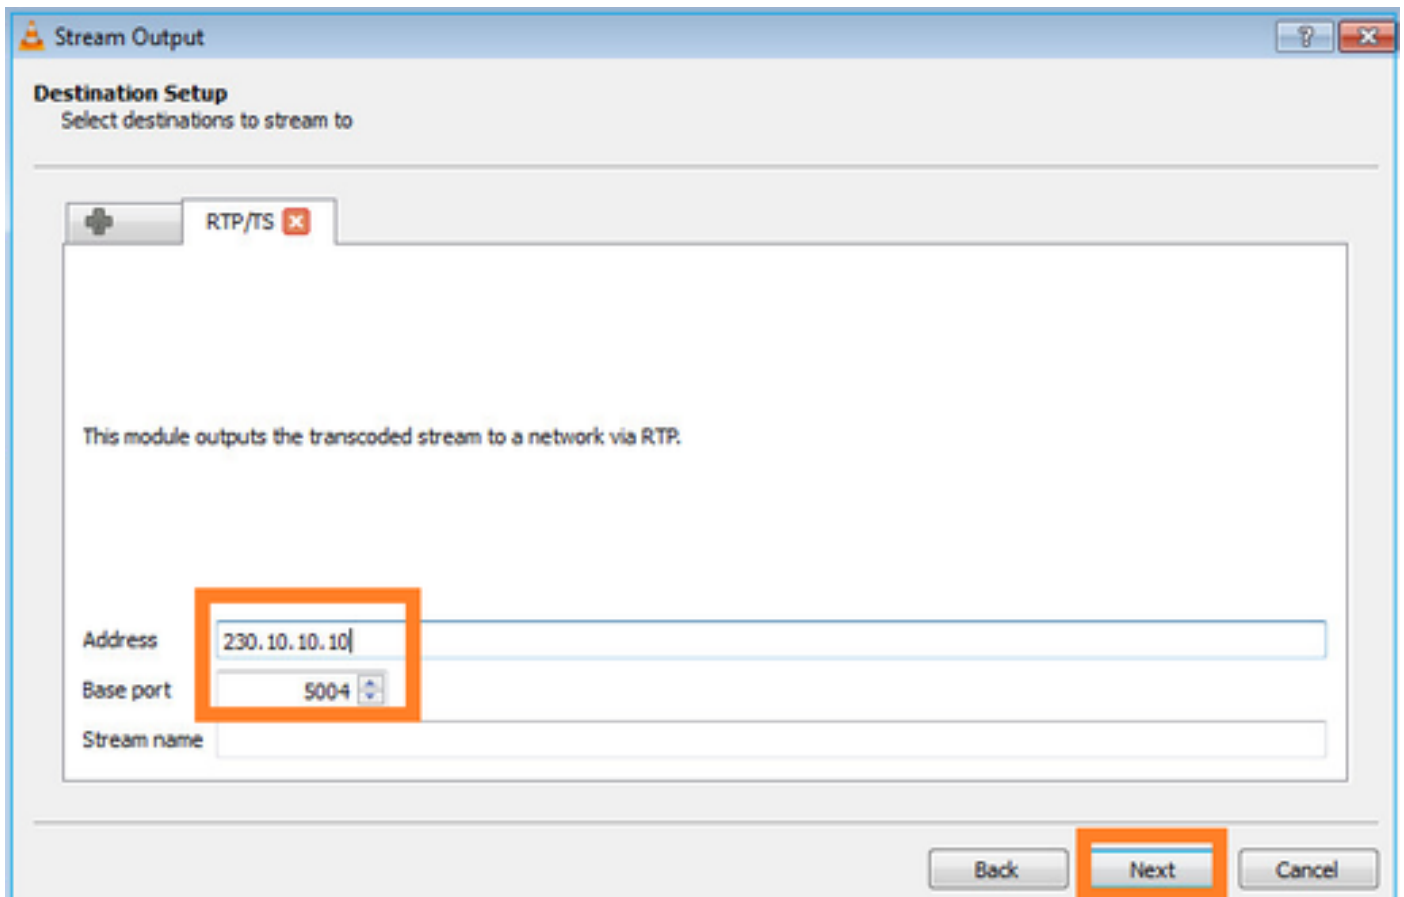 Stream Output
Destination Setup
Select destinations to stream to
RTP/TS
This module outputs the transcoded stream to a network via RTP.
Address 230.10.10.10
Base port 5004
Stream name
Back Next Cancel